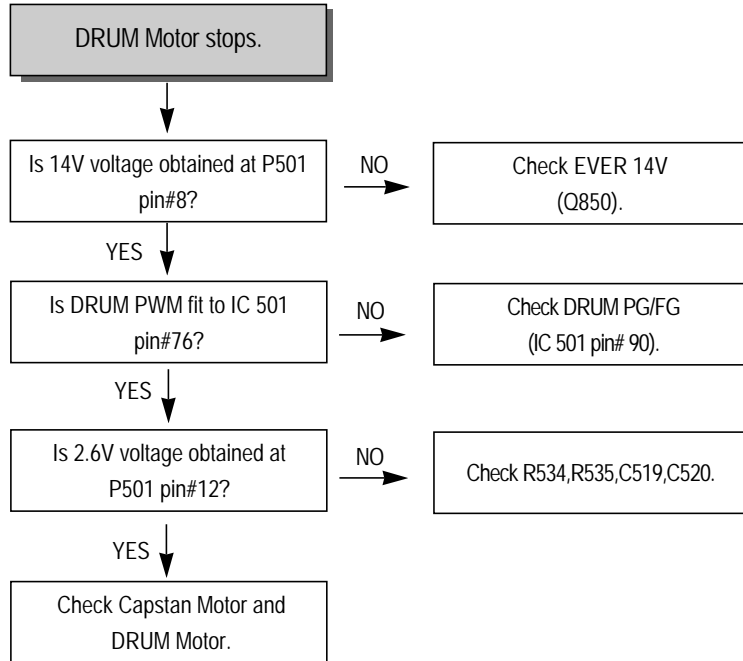 DRUM Motor stops.
Is 14V voltage obtained at P501
pin#8?
NO
Check EVER 14V
(Q850).
YES
Is DRUM PWM fit to IC 501
pin#76?
NO
Check DRUM PG/FG
(IC 501 pin# 90).
YES
Is 2.6V voltage obtained at
P501 pin#12?
NO
Check R534,R535,C519,C520.
YES
Check Capstan Motor and
DRUM Motor.